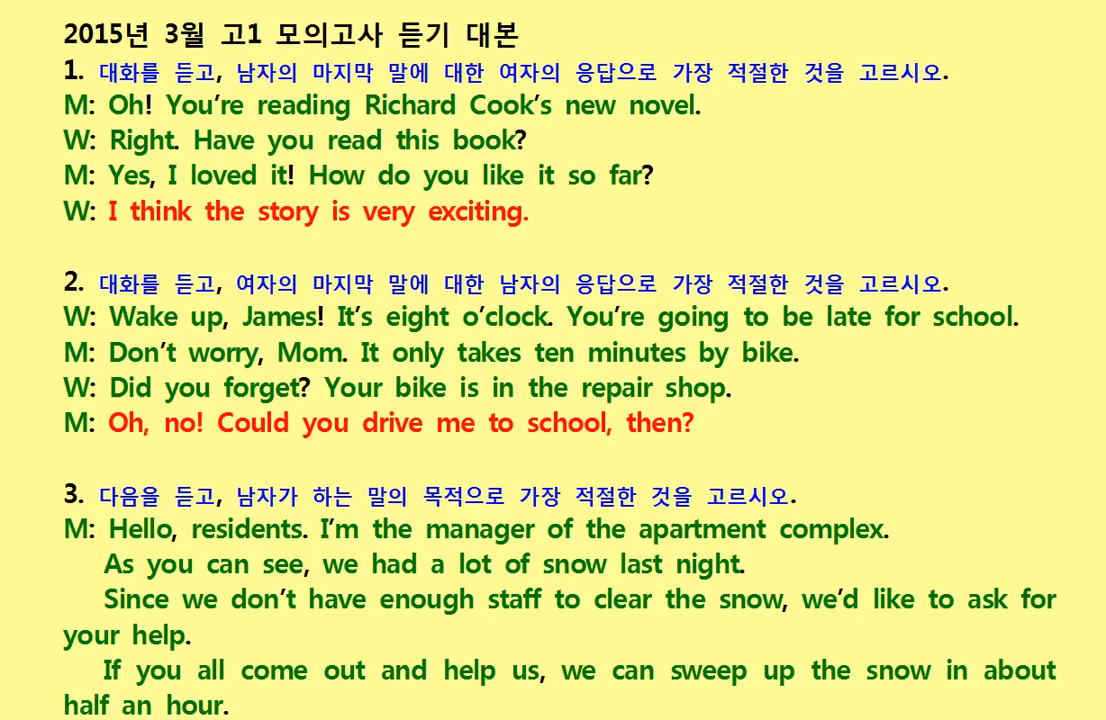 2015년 3월 고1 모의고사 듣기 대본
1. 대화를 듣고, 남자의 마지막 말에 대한 여자의 응답으로 가장 적절한 것을 고르시오.
M: Oh! You’re reading Richard Cook’s new novel.
W: Right. Have you read this book?
M: Yes, I loved it! How do you like it so far?
W: I think the story is very exciting.
2. 대화를 듣고, 여자의 마지막 말에 대한 남자의 응답으로 가장 적절한 것을 고르시오.
W: Wake up, James! It’s eight o’clock. You’re going to be late for school.
M: Don’t worry, Mom. It only takes ten minutes by bike.
W: Did you forget? Your bike is in the repair shop.
M: Oh, no! Could you drive me to school, then?
3. 다음을 듣고, 남자가 하는 말의 목적으로 가장 적절한 것을 고르시오.
M: Hello, residents. I’m the manager of the apartment complex.
As you can see, we had a lot of snow last night.
Since we don’t have enough staff to clear the snow, we’d like to ask for
your help.
If you all come out and help us, we can sweep up the snow in about
half an hour.